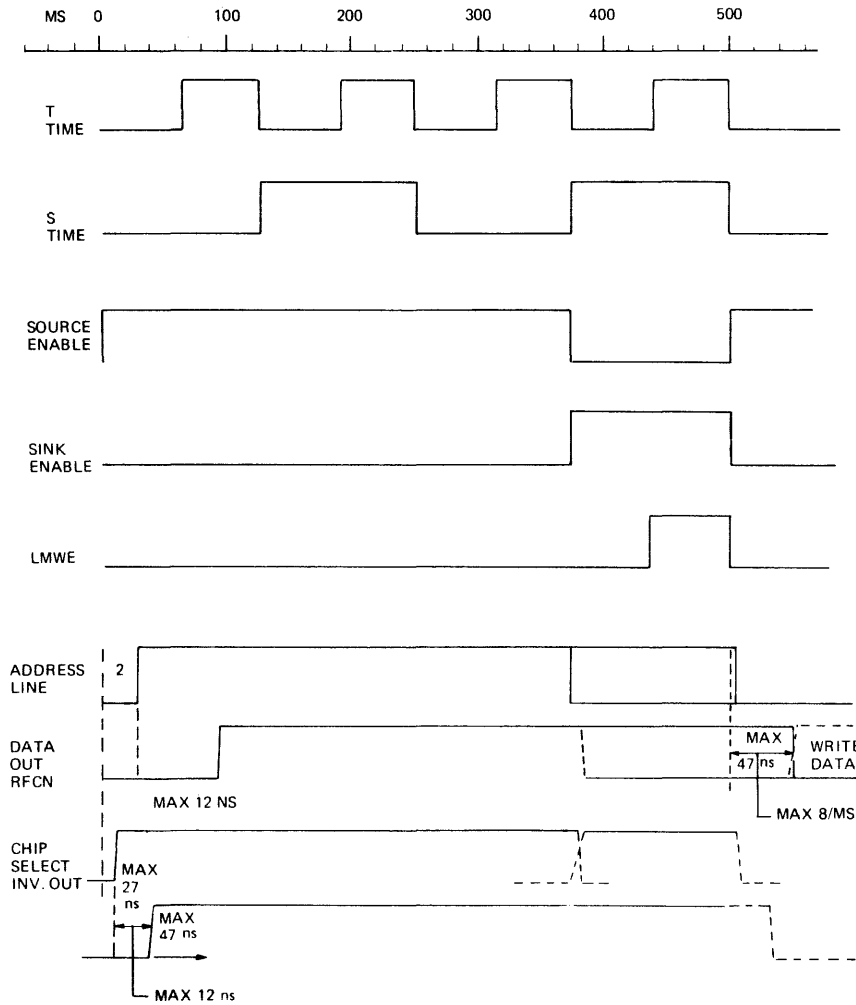 MS 0 100 200 300 400 500
T
TIME
S
TIME
SOURCE
ENABLE
SINK
ENABLE
LMWE
ADDRESS
LINE
2
DATA
OUT
RFCN
MAX
47 ns
WRITE
DATA
MAX 12 NS
MAX 8/MS
CHIP
SELECT
INV. OUT
MAX
27
ns
MAX
47 ns
MAX 12 ns